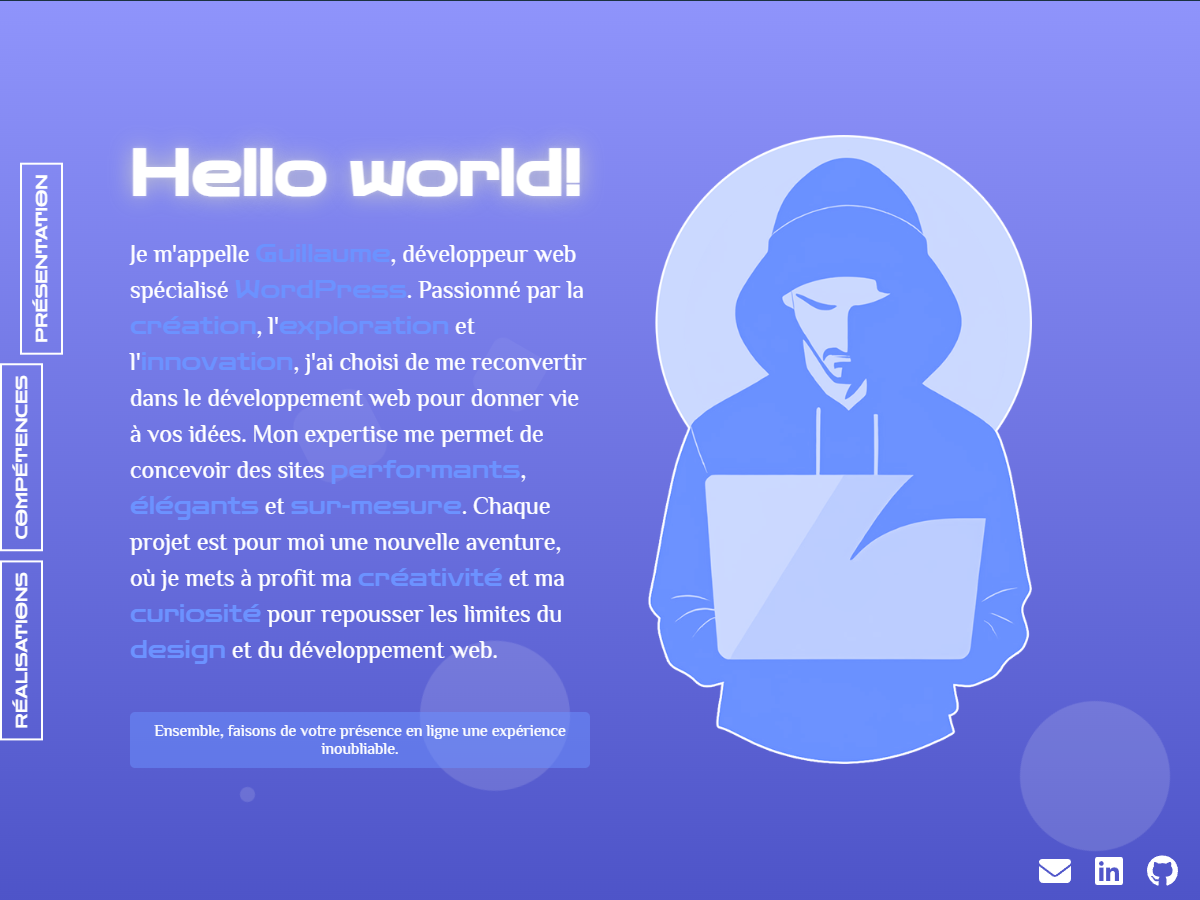 Hello world!
PRÉSENTATION
Je m'appelle Guillaume, développeur web
spécialisé WordPress. Passionné par la
création, l'exploration et
l'innovation, j'ai choisi de me reconvertir
dans le développement web pour donner vie
à vos idées. Mon expertise me permet de
concevoir des sites performants,
élégants et sur-mesure. Chaque
projet est pour moi une nouvelle aventure,
où je mets à profit ma créativité et ma
curiosité pour repousser les limites du
design et du développement web.
COMPÉTENCES
RÉALISATIONS
Ensemble, faisons de votre présence en ligne une expérience
inoubliable.
in